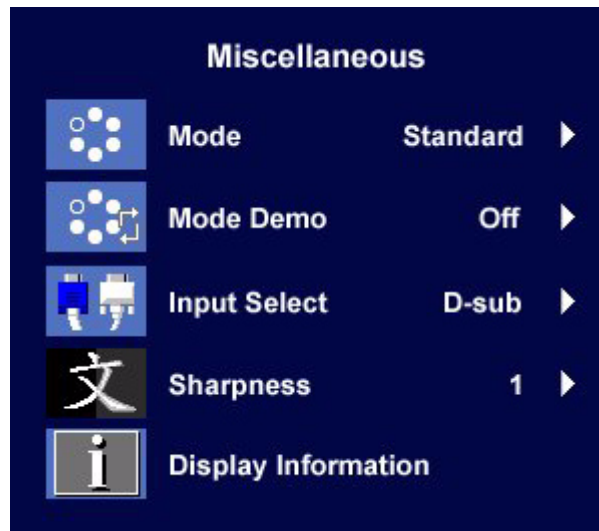 Miscellaneous
Mode Standard
Mode Demo Off
Input Select D-sub
文 Sharpness 1
i Display Information